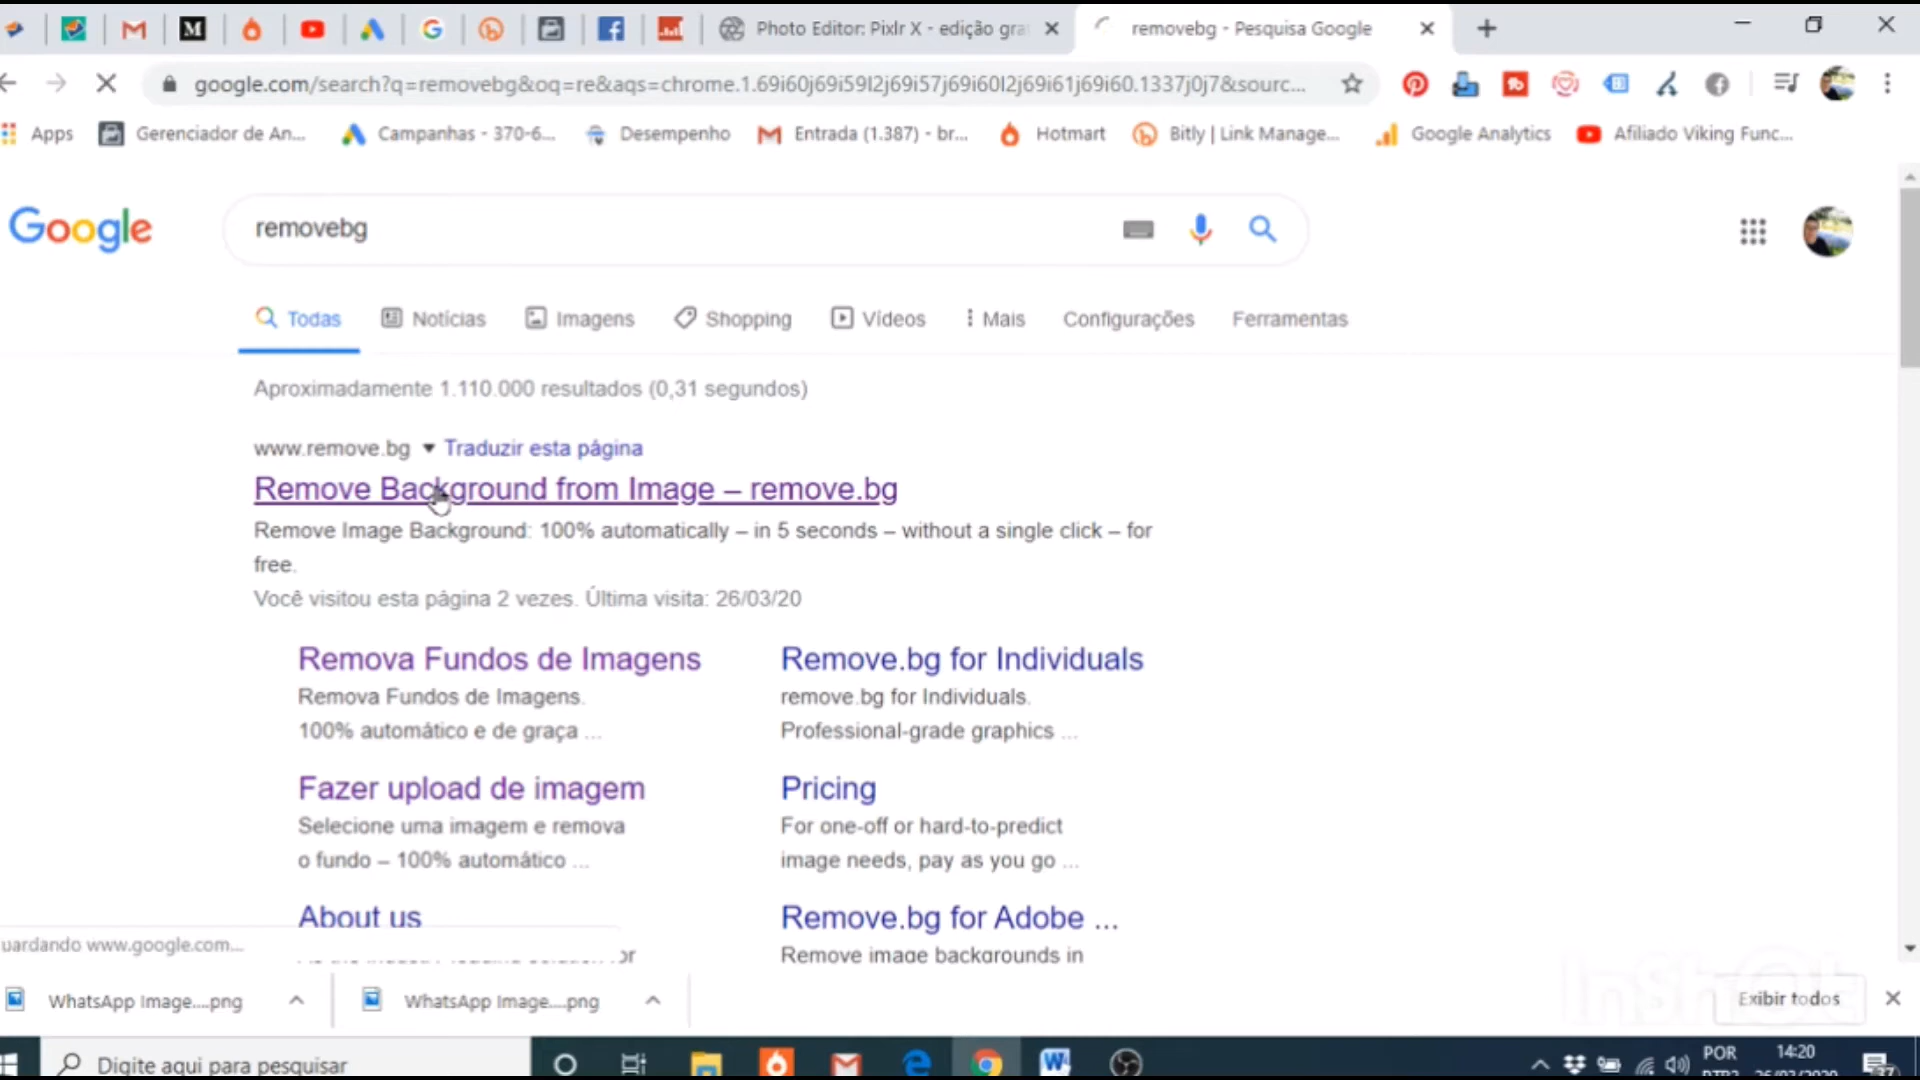 Photo Editor: Pixlr X - edição gra
removebg - Pesquisa Google
google.com/search?q=removebg&oq=re&aqs=chrome.1.69i60j69i59l2j69i57j69i60l2j69i61j69i60.1337j0j7&sourc...
Apps
Gerenciador de An...
Campanhas - 370-6...
Desempenho
Entrada (1.387) - br...
Hotmart
Bitly | Link Manage...
Google Analytics
Afiliado Viking Func...
Google
removebg
Todas
Notícias
Imagens
Shopping
Vídeos
Mais
Configurações
Ferramentas
Aproximadamente 1.110.000 resultados (0,31 segundos)
www.remove.bg
Traduzir esta página
Remove Background from Image – remove.bg
Remove Image Background: 100% automatically – in 5 seconds – without a single click – for
free.
Você visitou esta página 2 vezes. Última visita: 26/03/20
Remova Fundos de Imagens
Remova Fundos de Imagens.
100% automático e de graça ...
Remove.bg for Individuals
remove.bg for Individuals.
Professional-grade graphics ...
Fazer upload de imagem
Selecione uma imagem e remova
o fundo – 100% automático ...
Pricing
For one-off or hard-to-predict
image needs, pay as you go ...
About us
Remove.bg for Adobe ...
Remove image backgrounds in
uardando www.google.com...
WhatsApp Image....png
WhatsApp Image....png
InShOt
Exibir todos
Digite aqui para pesquisar
POR
14:20